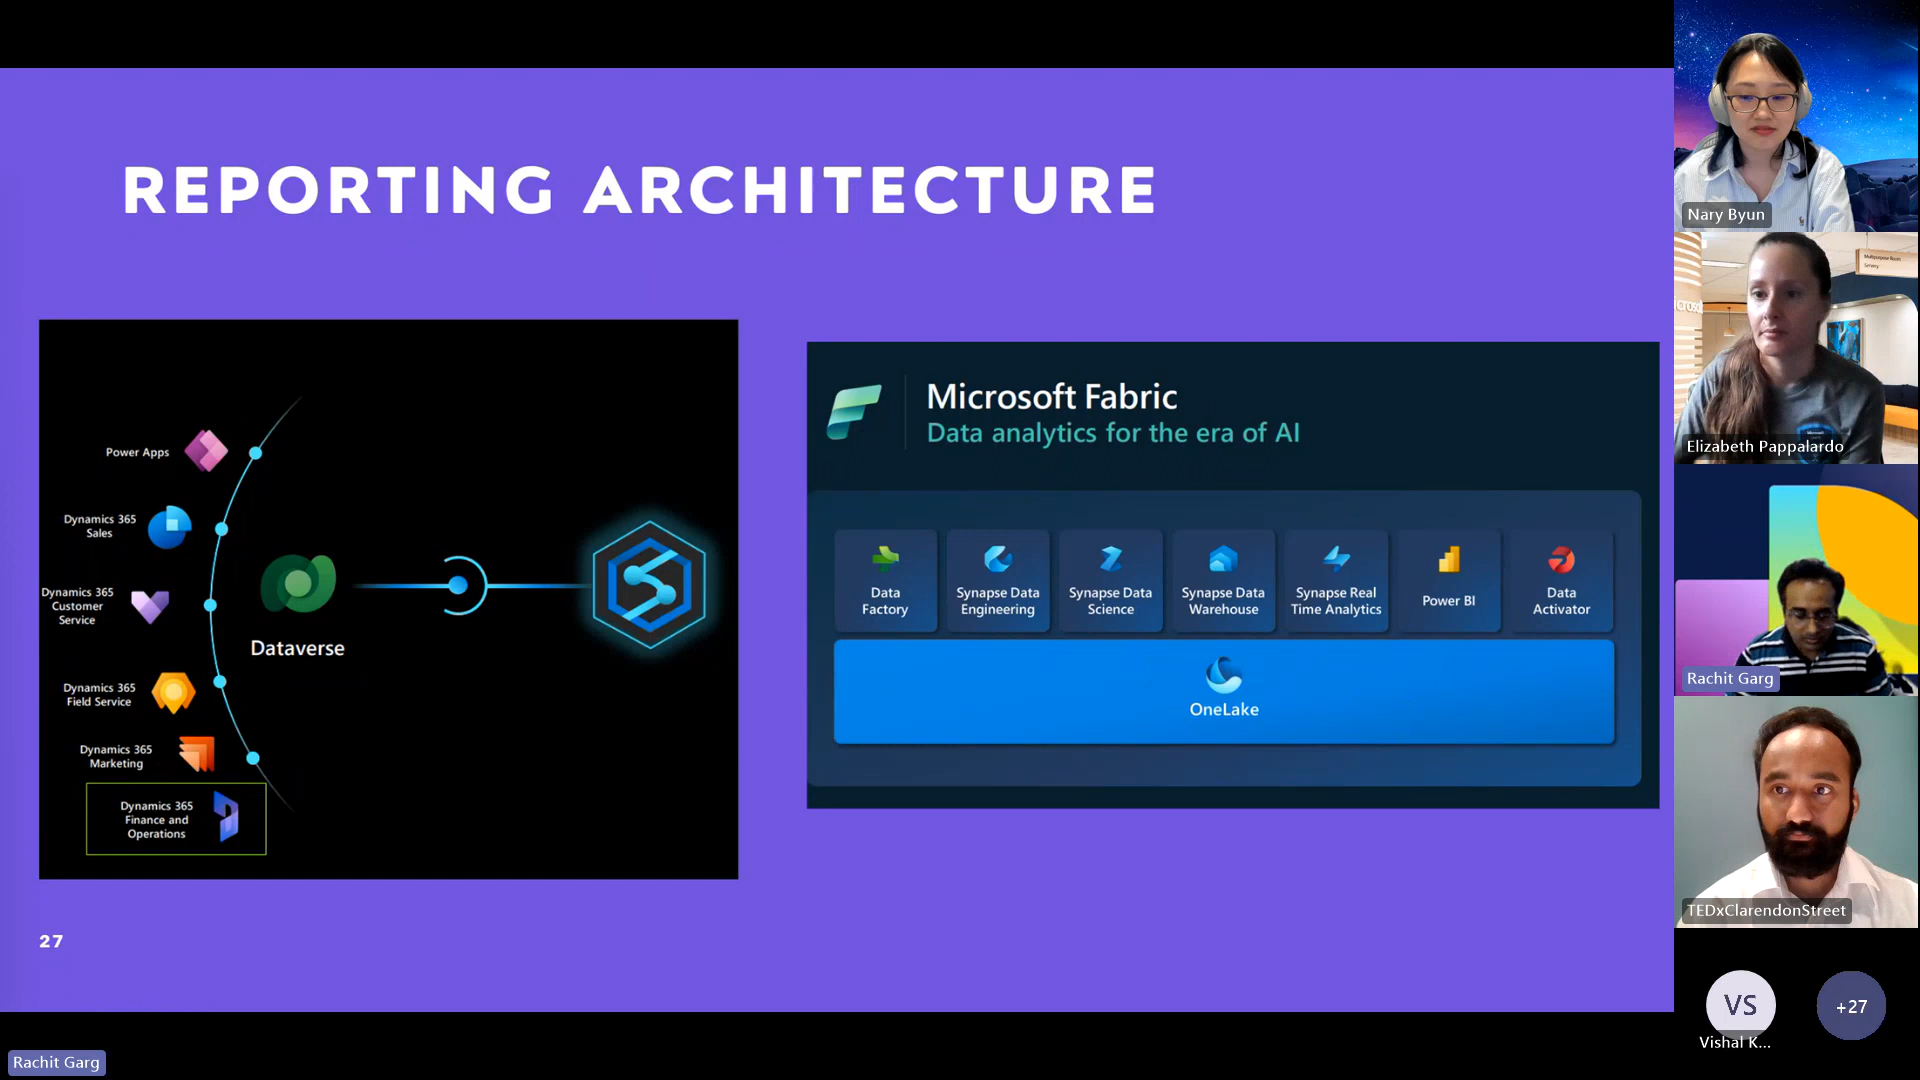 REPORTING ARCHITECTURE
Power Apps
Dynamics 365
Sales
Dynamics 365
Customer
Service
Dynamics 365
Field Service
Dynamics 365
Marketing
Dynamics 365
Finance and
Operations
Dataverse
Microsoft Fabric
Data analytics for the era of AI
Data
Factory
Synapse Data
Engineering
Synapse Data
Science
Synapse Data
Warehouse
Synapse Real
Time Analytics
Power BI
Data
Activator
OneLake
27
Rachit Garg
Nary Byun
Multipurpose Room
Servery
Elizabeth Pappalardo
Rachit Garg
TEDxClarendonStreet
VS
Vishal K...
+27